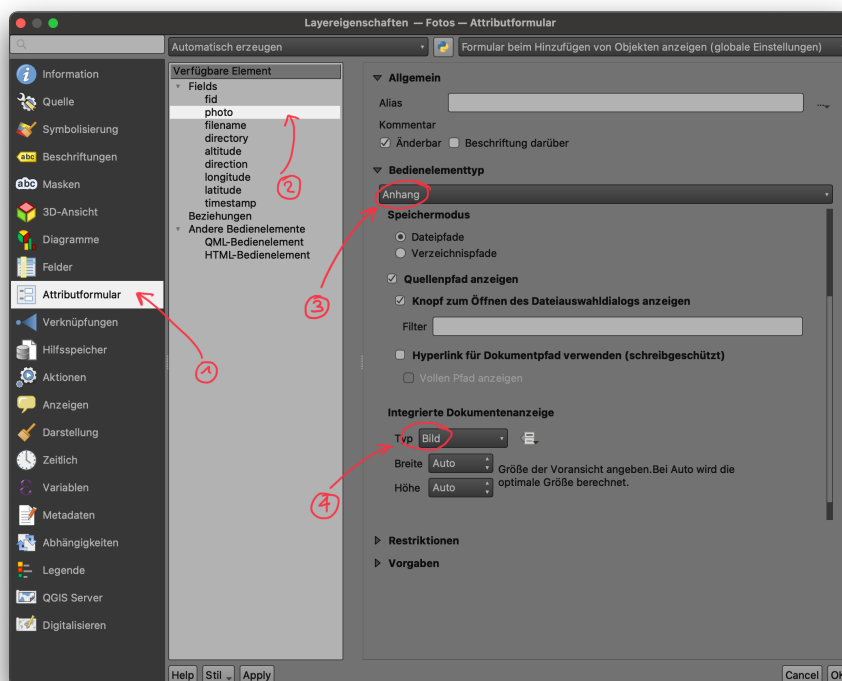 Layereigenschaften — Fotos — Attributformular
Automatisch erzeugen
Formular beim Hinzufügen von Objekten anzeigen (globale Einstellungen)
Information
Quelle
Symbolisierung
abc Beschriftungen
abc Masken
3D-Ansicht
Diagramme
Felder
Attributformular
Verknüpfungen
Hilfsspeicher
Aktionen
Anzeigen
Darstellung
Zeitlich
Variablen
Metadaten
Abhängigkeiten
Legende
QGIS Server
Digitalisieren
1
Verfügbare Element
Fields
fid
photo
filename
directory
altitude
direction
longitude
latitude
timestamp
Beziehungen
Andere Bedienelemente
QML-Bedienelement
HTML-Bedienelement
2
3
4
Allgemein
Alias
...
Kommentar
Änderbar
Beschriftung darüber
Bedienelementtyp
Anhang
Speichermodus
Dateipfade
Verzeichnispfade
Quellenpfad anzeigen
Knopf zum Öffnen des Dateiauswahldialogs anzeigen
Filter
Hyperlink für Dokumentpfad verwenden (schreibgeschützt)
Vollen Pfad anzeigen
Integrierte Dokumentenanzeige
Typ Bild
Breite Auto
Höhe Auto
Größe der Voransicht angeben.Bei Auto wird die
optimale Größe berechnet.
Restriktionen
Vorgaben
Help Stil Apply
Cancel OK